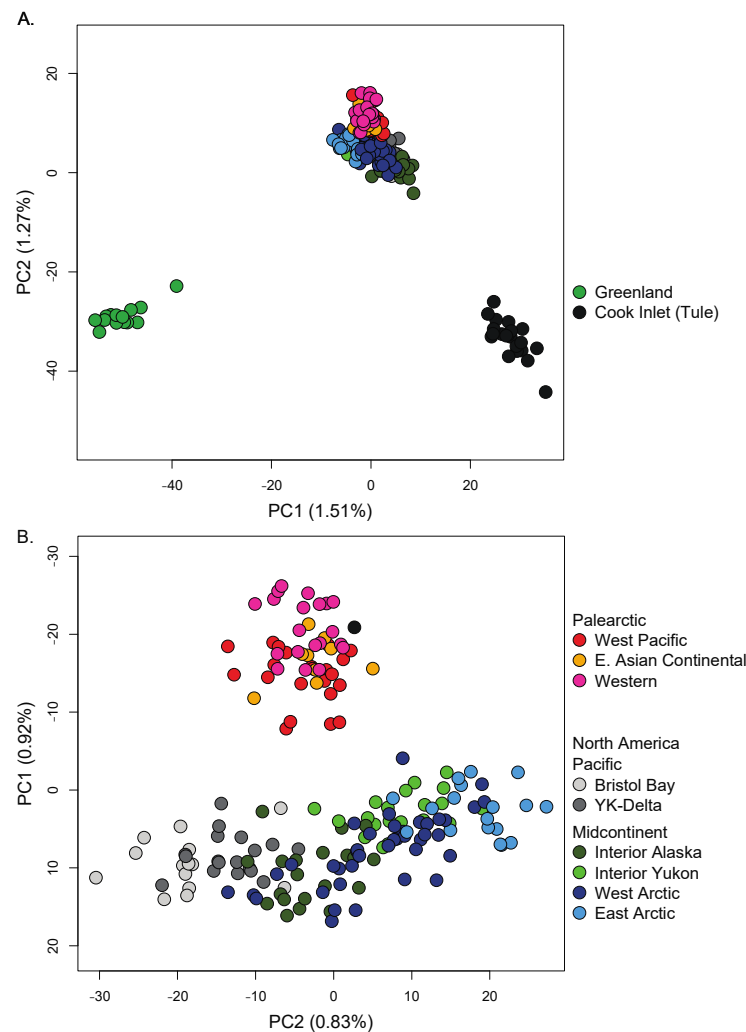 A.
20
0
-20
-40
PC2 (1.27%)
-40
-20
0
20
PC1 (1.51%)
Greenland
Cook Inlet (Tule)
B.
-30
-20
-10
0
10
20
PC1 (0.92%)
-30
-20
-10
0
10
20
PC2 (0.83%)
Palearctic
West Pacific
E. Asian Continental
Western
North America
Pacific
Bristol Bay
YK-Delta
Midcontinent
Interior Alaska
Interior Yukon
West Arctic
East Arctic